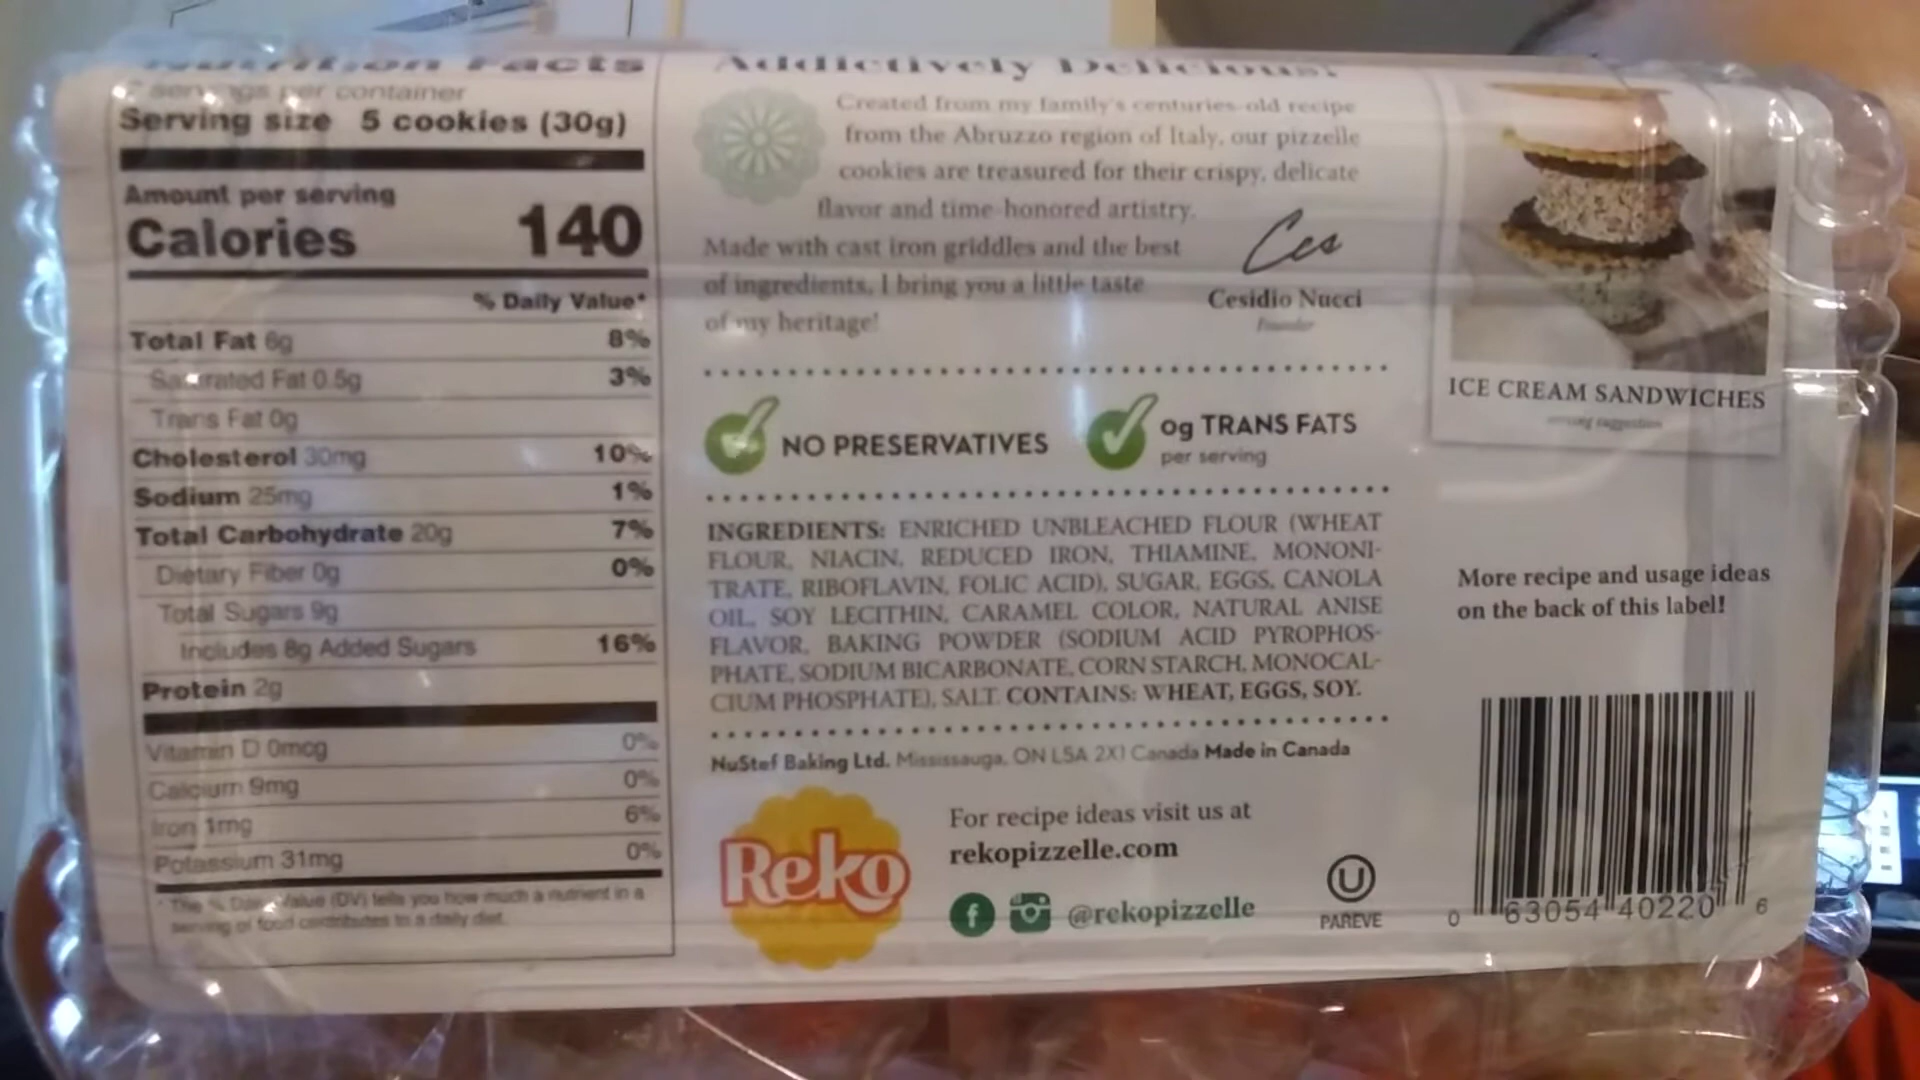 Nutrition Facts
servings per container
Serving size 5 cookies (30g)
Amount per serving
Calories 140
% Daily Value*
Total Fat 6g 8%
Saturated Fat 0.5g 3%
Trans Fat 0g
Cholesterol 30mg 10%
Sodium 25mg 1%
Total Carbohydrate 20g 7%
Dietary Fiber 0g 0%
Total Sugars 9g
Includes 8g Added Sugars 16%
Protein 2g
Vitamin D 0mcg 0%
Calcium 9mg 0%
Iron 1mg 6%
Potassium 31mg 0%
* The % Daily Value (DV) tells you how much a nutrient in a
serving of food contributes to a daily diet.
Addictively Delicious!
Created from my family's centuries-old recipe
from the Abruzzo region of Italy, our pizzelle
cookies are treasured for their crispy, delicate
flavor and time-honored artistry.
Made with cast iron griddles and the best
of ingredients, I bring you a little taste
of my heritage!
Ces
Cesidio Nucci
Founder
NO PRESERVATIVES
0g TRANS FATS
per serving
INGREDIENTS: ENRICHED UNBLEACHED FLOUR (WHEAT
FLOUR, NIACIN, REDUCED IRON, THIAMINE, MONONI-
TRATE, RIBOFLAVIN, FOLIC ACID), SUGAR, EGGS, CANOLA
OIL, SOY LECITHIN, CARAMEL COLOR, NATURAL ANISE
FLAVOR, BAKING POWDER (SODIUM ACID PYROPHOS-
PHATE, SODIUM BICARBONATE, CORN STARCH, MONOCAL-
CIUM PHOSPHATE), SALT. CONTAINS: WHEAT, EGGS, SOY.
NuStef Baking Ltd. Mississauga, ON L5A 2X1 Canada Made in Canada
Reko
For recipe ideas visit us at
rekopizzelle.com
f @rekopizzelle
U
PAREVE
ICE CREAM SANDWICHES
serving suggestion
More recipe and usage ideas
on the back of this label!
0 63054 40220 6